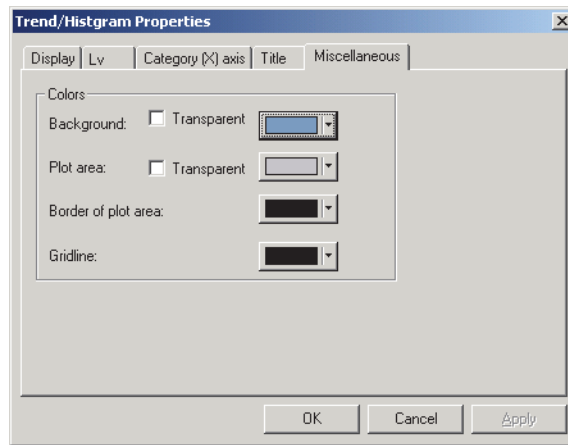 Trend/Histgram Properties
Display Lv Category (X) axis Title Miscellaneous
Colors
Background: Transparent
Plot area: Transparent
Border of plot area:
Gridline:
OK Cancel Apply